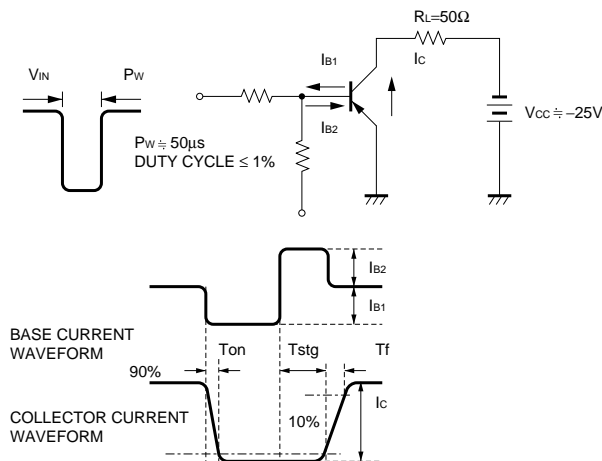 RL=50Ω
IB1
IC
VIN
PW
IB2
VCC ≒ −25V
PW ≒ 50μs
DUTY CYCLE ≤ 1%
IB2
IB1
BASE CURRENT
WAVEFORM
Ton
Tstg
Tf
90%
IC
10%
COLLECTOR CURRENT
WAVEFORM